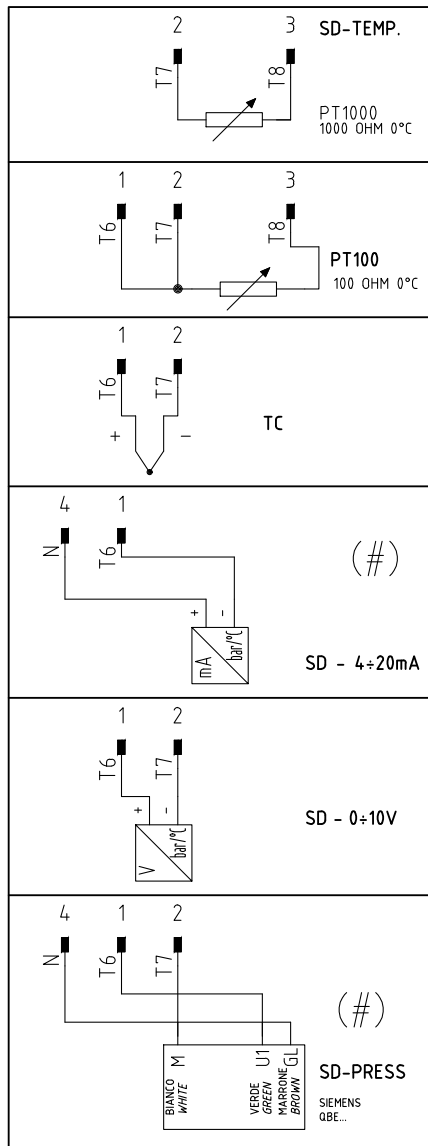 2 3 SD-TEMP.
T7 T8
PT1000
1000 OHM 0°C
1 2 3
T6 T7 T8
PT100
100 OHM 0°C
1 2
T6 T7
+ -
TC
4 1
N T6
(#)
+ -
mA bar/°C
SD - 4÷20mA
1 2
T6 T7
+ -
V bar/°C
SD - 0÷10V
4 1 2
N T6 T7
(#)
M U1 GL
BIANCO VERDE MARRONE
WHITE GREEN BROWN
SD-PRESS
SIEMENS
QBE...